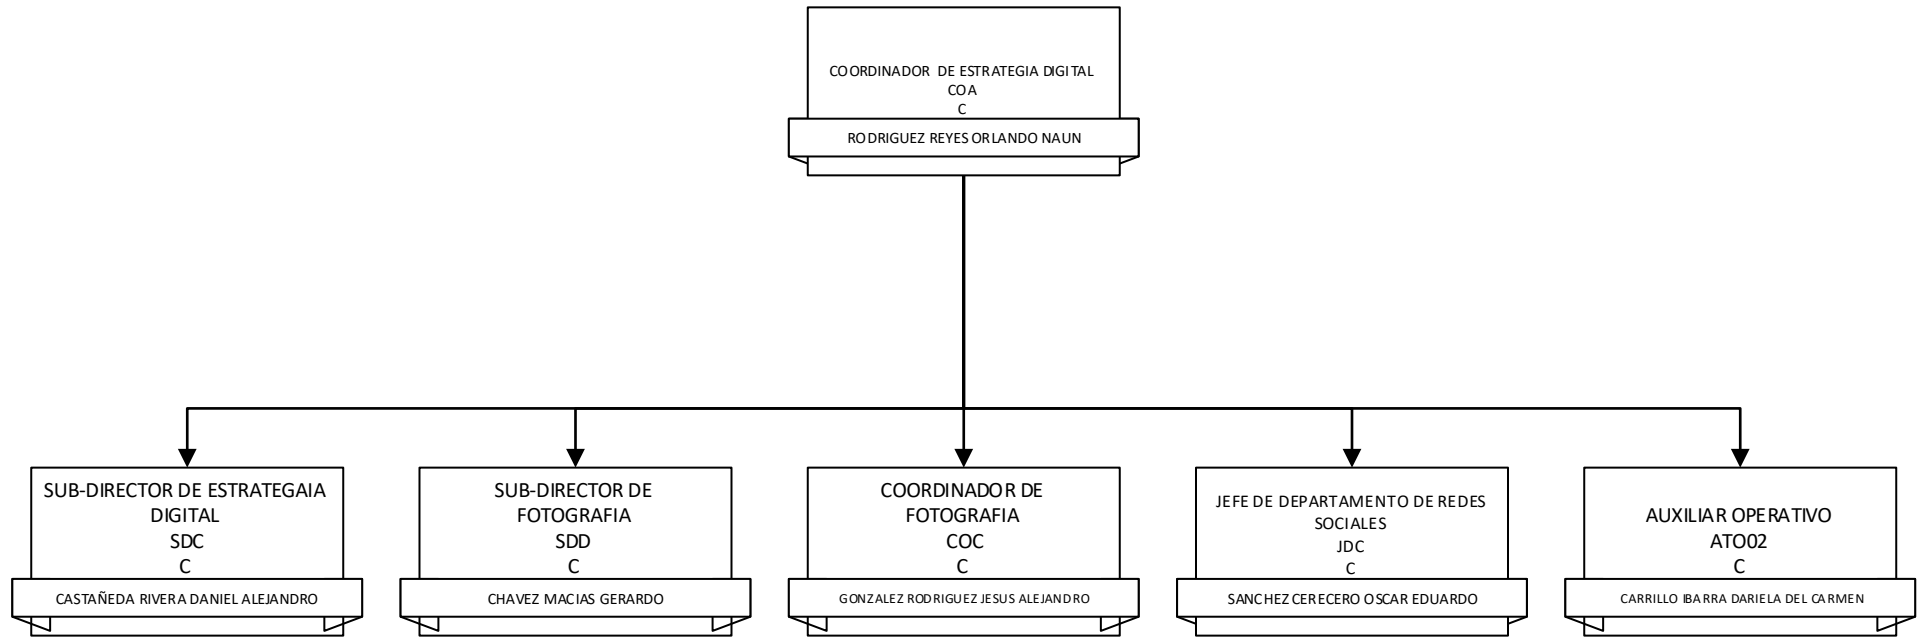 COORDINADOR DE ESTRATEGIA DIGITAL
COA
C
RODRIGUEZ REYES ORLANDO NAUN
SUB-DIRECTOR DE ESTRATEGAIA
DIGITAL
SDC
C
CASTAÑEDA RIVERA DANIEL ALEJANDRO
SUB-DIRECTOR DE
FOTOGRAFIA
SDD
C
CHAVEZ MACIAS GERARDO
COORDINADOR DE
FOTOGRAFIA
COC
C
GONZALEZ RODRIGUEZ JESUS ALEJANDRO
JEFE DE DEPARTAMENTO DE REDES
SOCIALES
JDC
C
SANCHEZ CERECERO OSCAR EDUARDO
AUXILIAR OPERATIVO
ATO02
C
CARRILLO IBARRA DARIELA DEL CARMEN